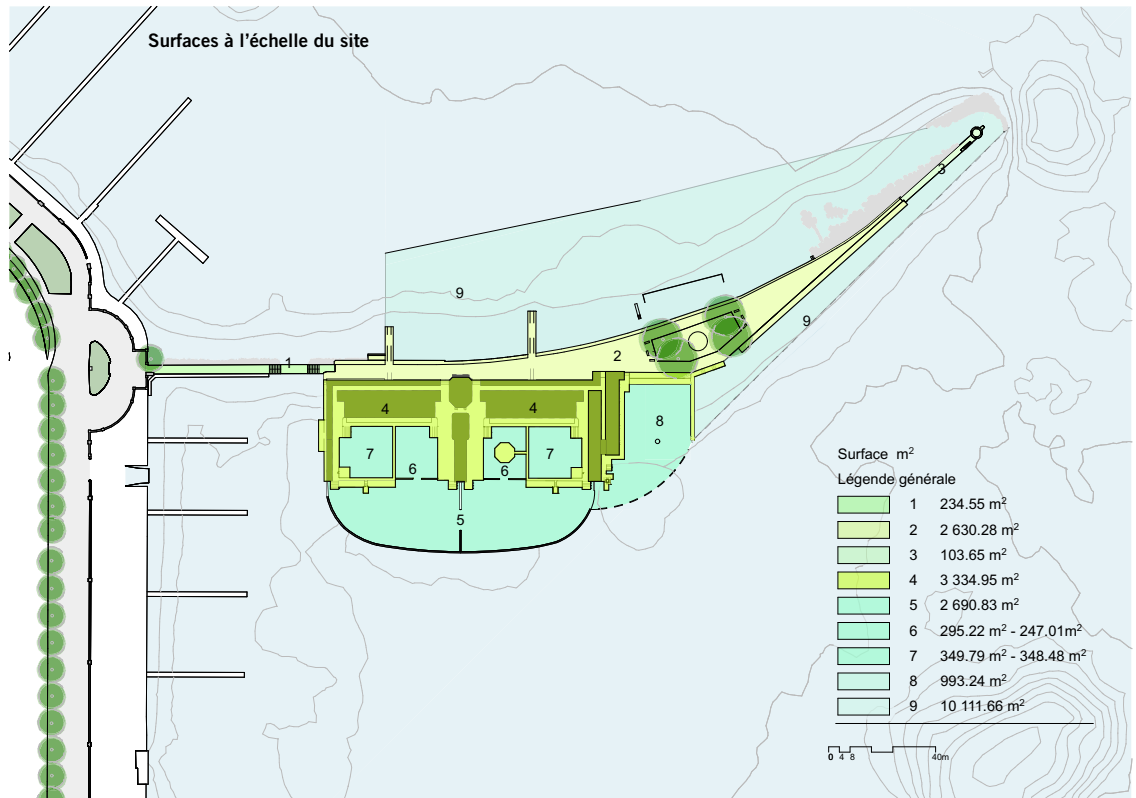 Surfaces à l'échelle du site
3
9
9
1
2
4
4
8
7
7
6
6
5
Surface m²
Légende générale
1 234.55 m²
2 2 630.28 m²
3 103.65 m²
4 3 334.95 m²
5 2 690.83 m²
6 295.22 m² - 247.01m²
7 349.79 m² - 348.48 m²
8 993.24 m²
9 10 111.66 m²
0 4 8 40m